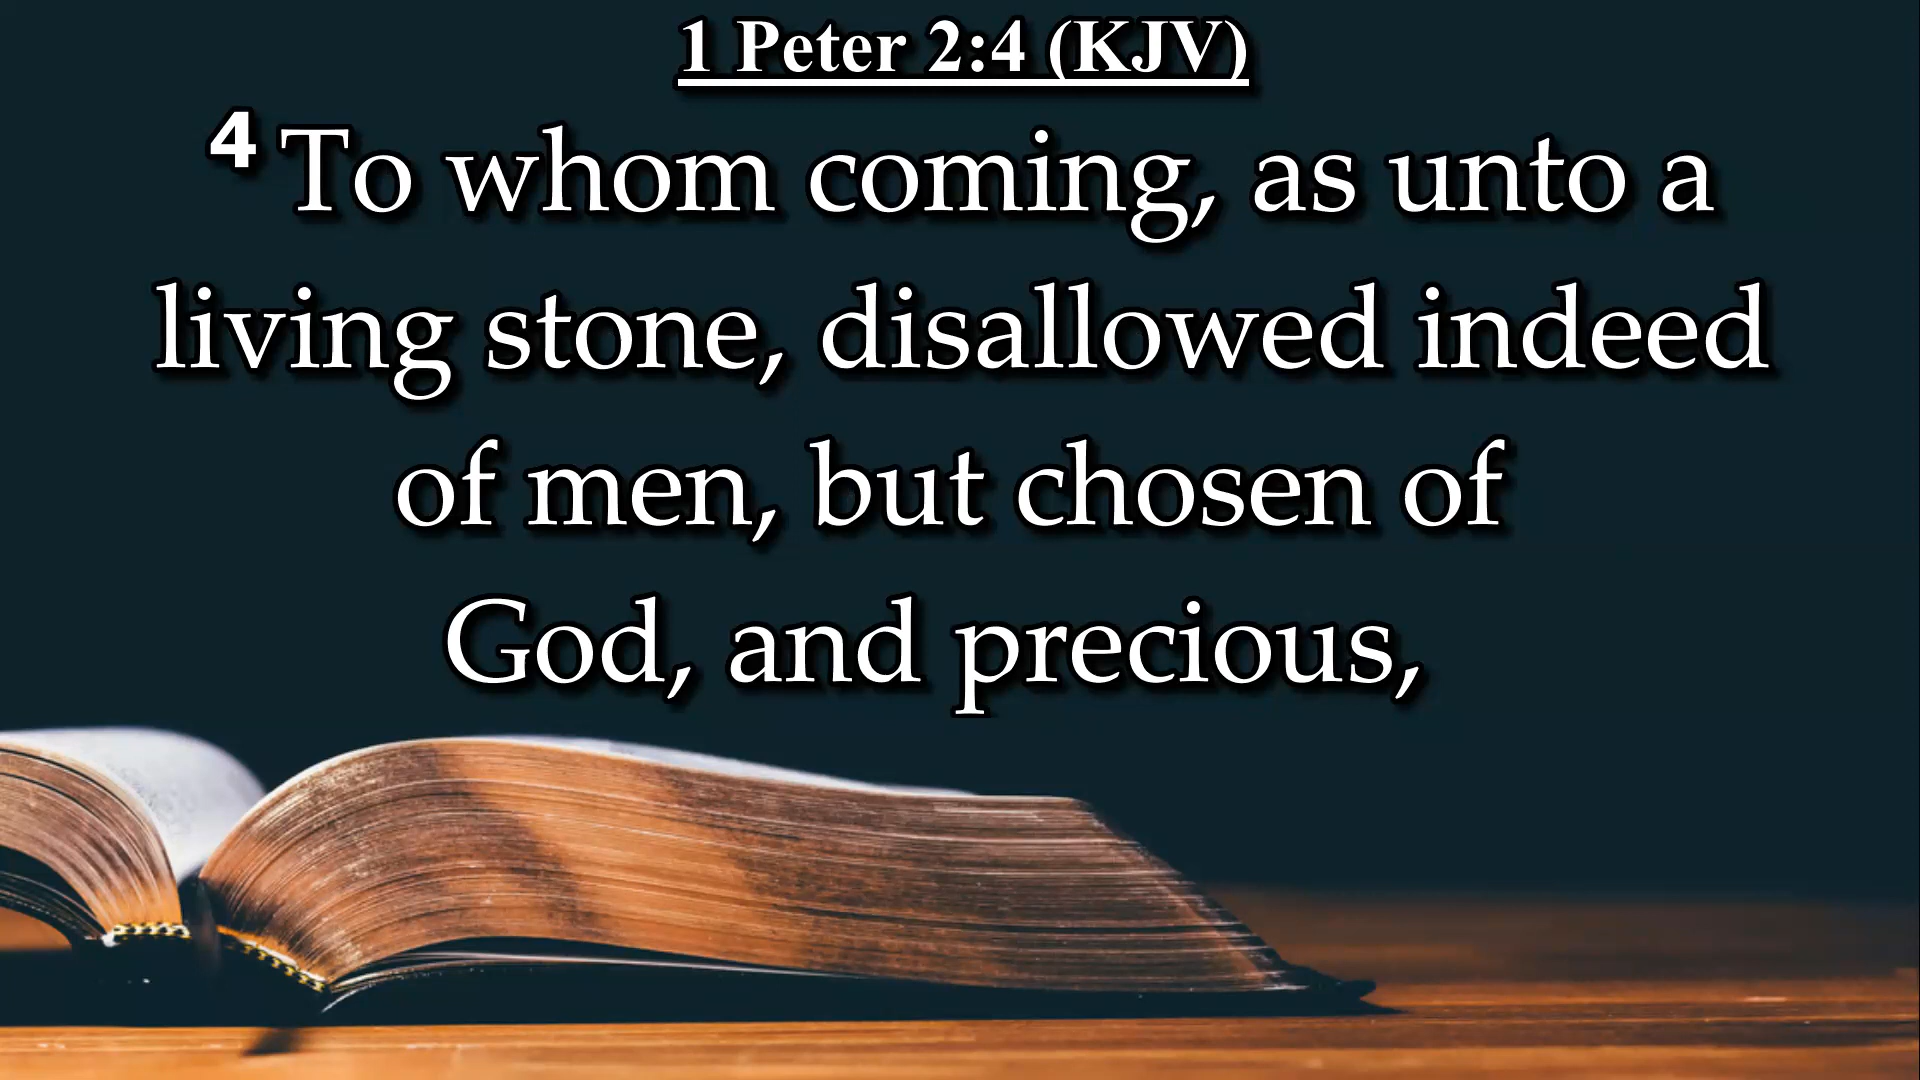 1 Peter 2:4 (KJV)
4 To whom coming, as unto a
living stone, disallowed indeed
of men, but chosen of
God, and precious,